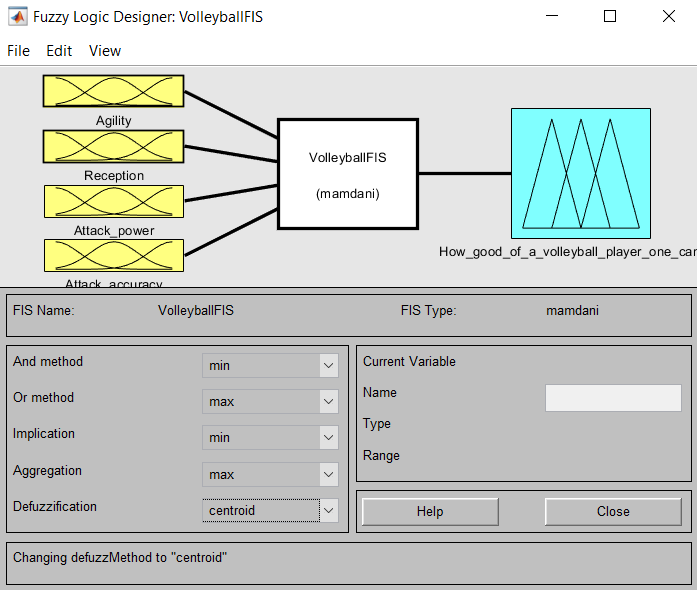 Fuzzy Logic Designer: VolleyballFIS
File Edit View
Agility
Reception
Attack_power
Attack_accuracy
VolleyballFIS
(mamdani)
How_good_of_a_volleyball_player_one_can
FIS Name: VolleyballFIS FIS Type: mamdani
And method min
Or method max
Implication min
Aggregation max
Defuzzification centroid
Current Variable
Name
Type
Range
Help Close
Changing defuzzMethod to "centroid"